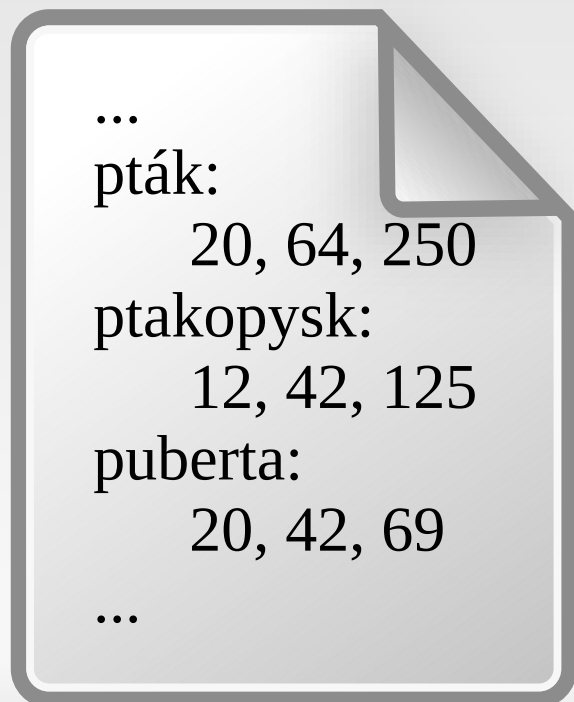 ...
pták:
20, 64, 250
ptakopysk:
12, 42, 125
puberta:
20, 42, 69
...